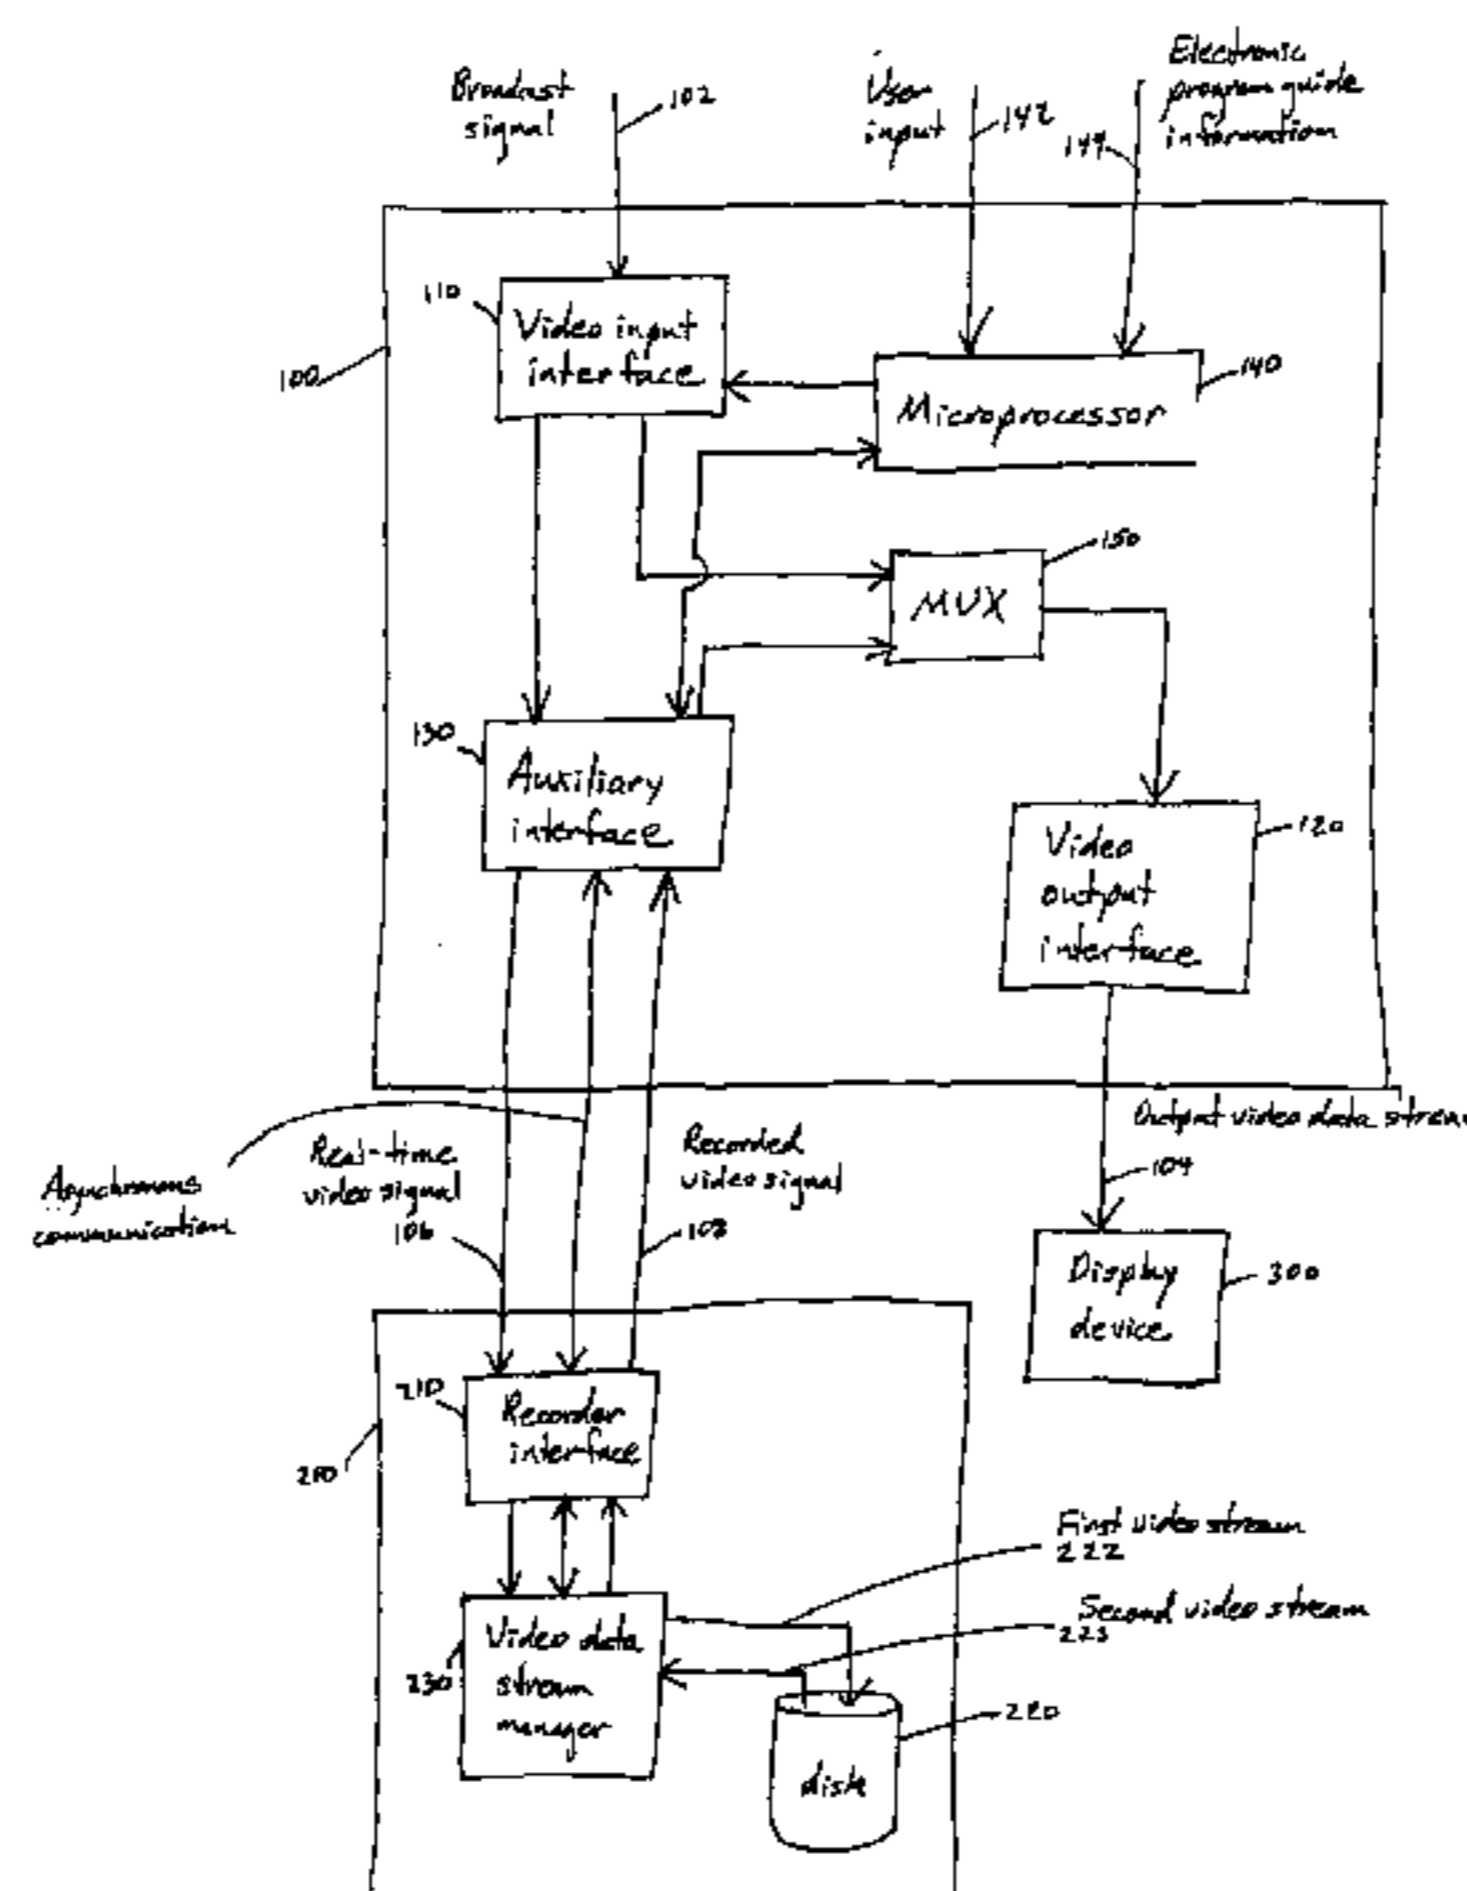 Broadcast
signal
102
User
input
142
Electronic
program guide
information
144
110
Video input
interface
100
140
Microprocessor
150
MUX
130
Auxiliary
interface
120
Video
output
interface
Output video data stream
104
Asynchronous
communication
Real-time
video signal
106
Recorded
video signal
108
Display
device
300
210
Recorder
interface
210
First video stream
222
Second video stream
223
Video data
stream
manager
230
220
disk